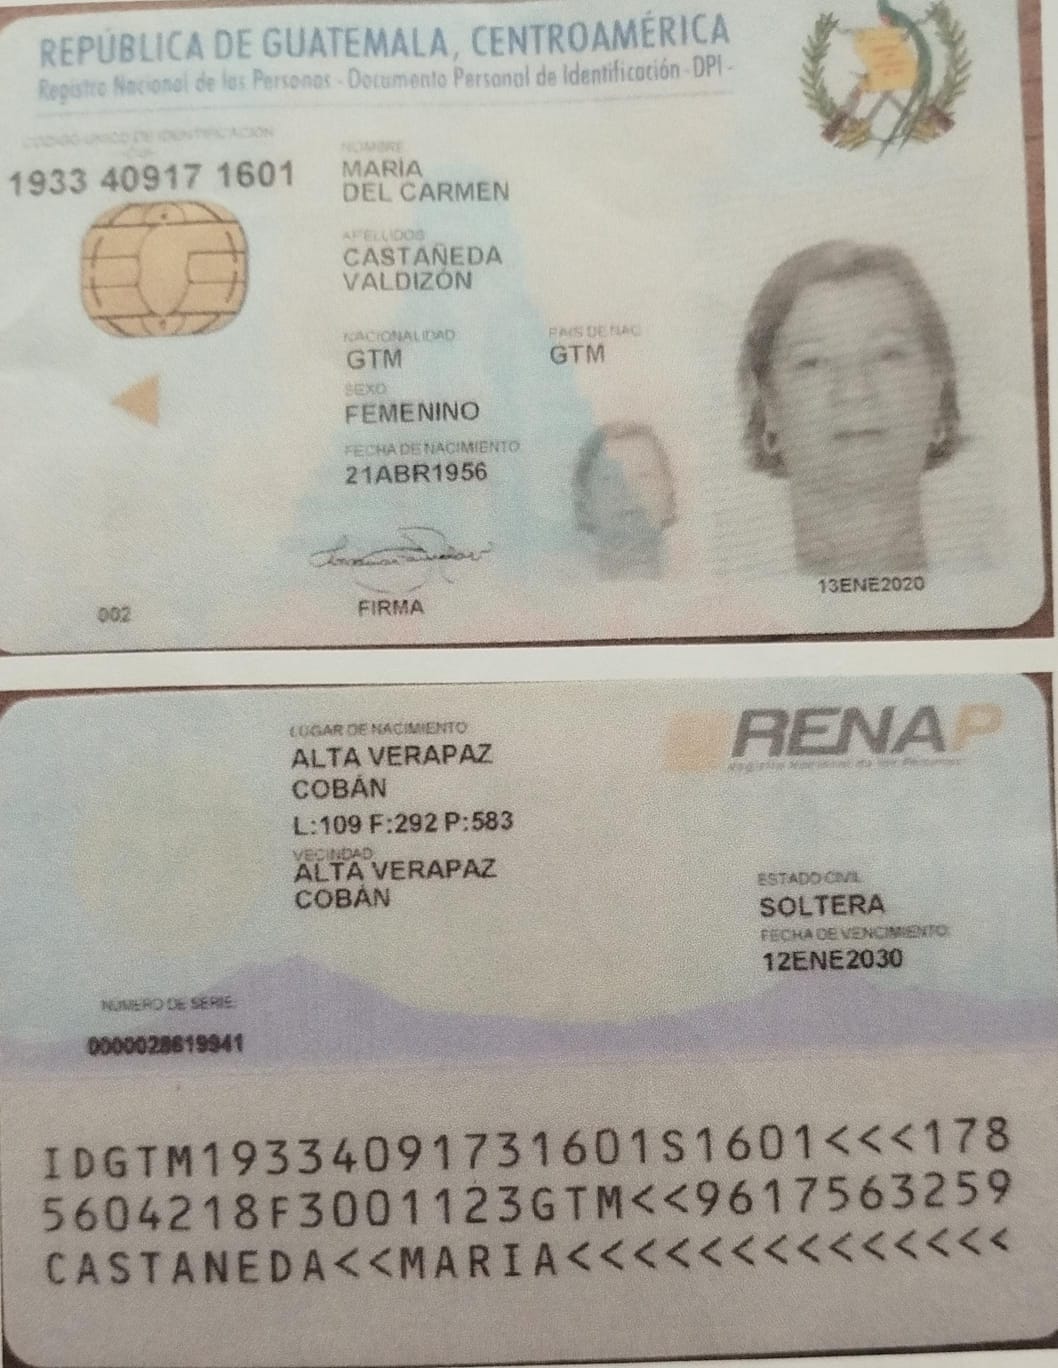 REPÚBLICA DE GUATEMALA, CENTROAMÉRICA
Registro Nacional de las Personas - Documento Personal de Identificación - DPI -
CÓDIGO ÚNICO DE IDENTIFICACIÓN
CUI
1933 40917 1601
NOMBRE
MARÍA
DEL CARMEN
APELLIDOS
CASTAÑEDA
VALDIZÓN
NACIONALIDAD
GTM
PAIS DE NAC
GTM
SEXO
FEMENINO
FECHA DE NACIMIENTO
21ABR1956
FIRMA
002
13ENE2020
RENAP
Registro Nacional de las Personas
LUGAR DE NACIMIENTO
ALTA VERAPAZ
COBÁN
L:109 F:292 P:583
VECINDAD
ALTA VERAPAZ
COBÁN
ESTADO CIVIL
SOLTERA
FECHA DE VENCIMIENTO
12ENE2030
NÚMERO DE SERIE
0000028619941
IDGTM19334091731601S1601<<<178
5604218F3001123GTM<<9617563259
CASTANEDA<<MARIA<<<<<<<<<<<<<<